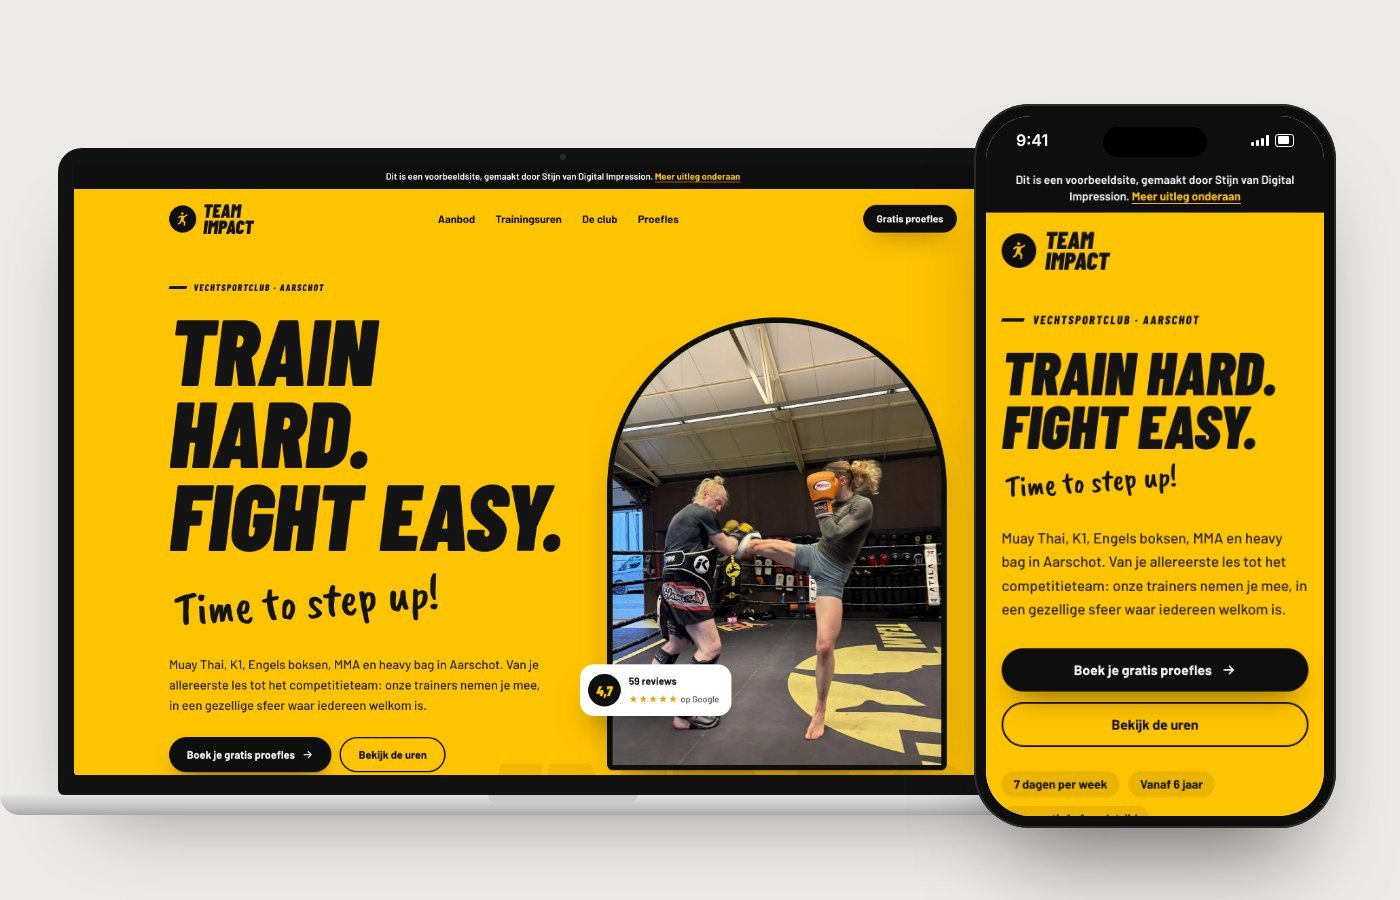 Dit is een voorbeeldsite, gemaakt door Stijn van Digital Impression. Meer uitleg onderaan
TEAM
IMPACT
Aanbod Trainingsuren De club Proefles
Gratis proefles
VECHTSPORTCLUB · AARSCHOT
TRAIN
HARD.
FIGHT EASY.
Time to step up!
Muay Thai, K1, Engels boksen, MMA en heavy bag in Aarschot. Van je
allereerste les tot het competitieteam: onze trainers nemen je mee,
in een gezellige sfeer waar iedereen welkom is.
Boek je gratis proefles →
Bekijk de uren
4,7
59 reviews
★★★★★ op Google
ATILA
9:41
Dit is een voorbeeldsite, gemaakt door Stijn van Digital
Impression. Meer uitleg onderaan
TEAM
IMPACT
VECHTSPORTCLUB · AARSCHOT
TRAIN HARD.
FIGHT EASY.
Time to step up!
Muay Thai, K1, Engels boksen, MMA en heavy
bag in Aarschot. Van je allereerste les tot het
competitieteam: onze trainers nemen je mee, in
een gezellige sfeer waar iedereen welkom is.
Boek je gratis proefles →
Bekijk de uren
7 dagen per week
Vanaf 6 jaar